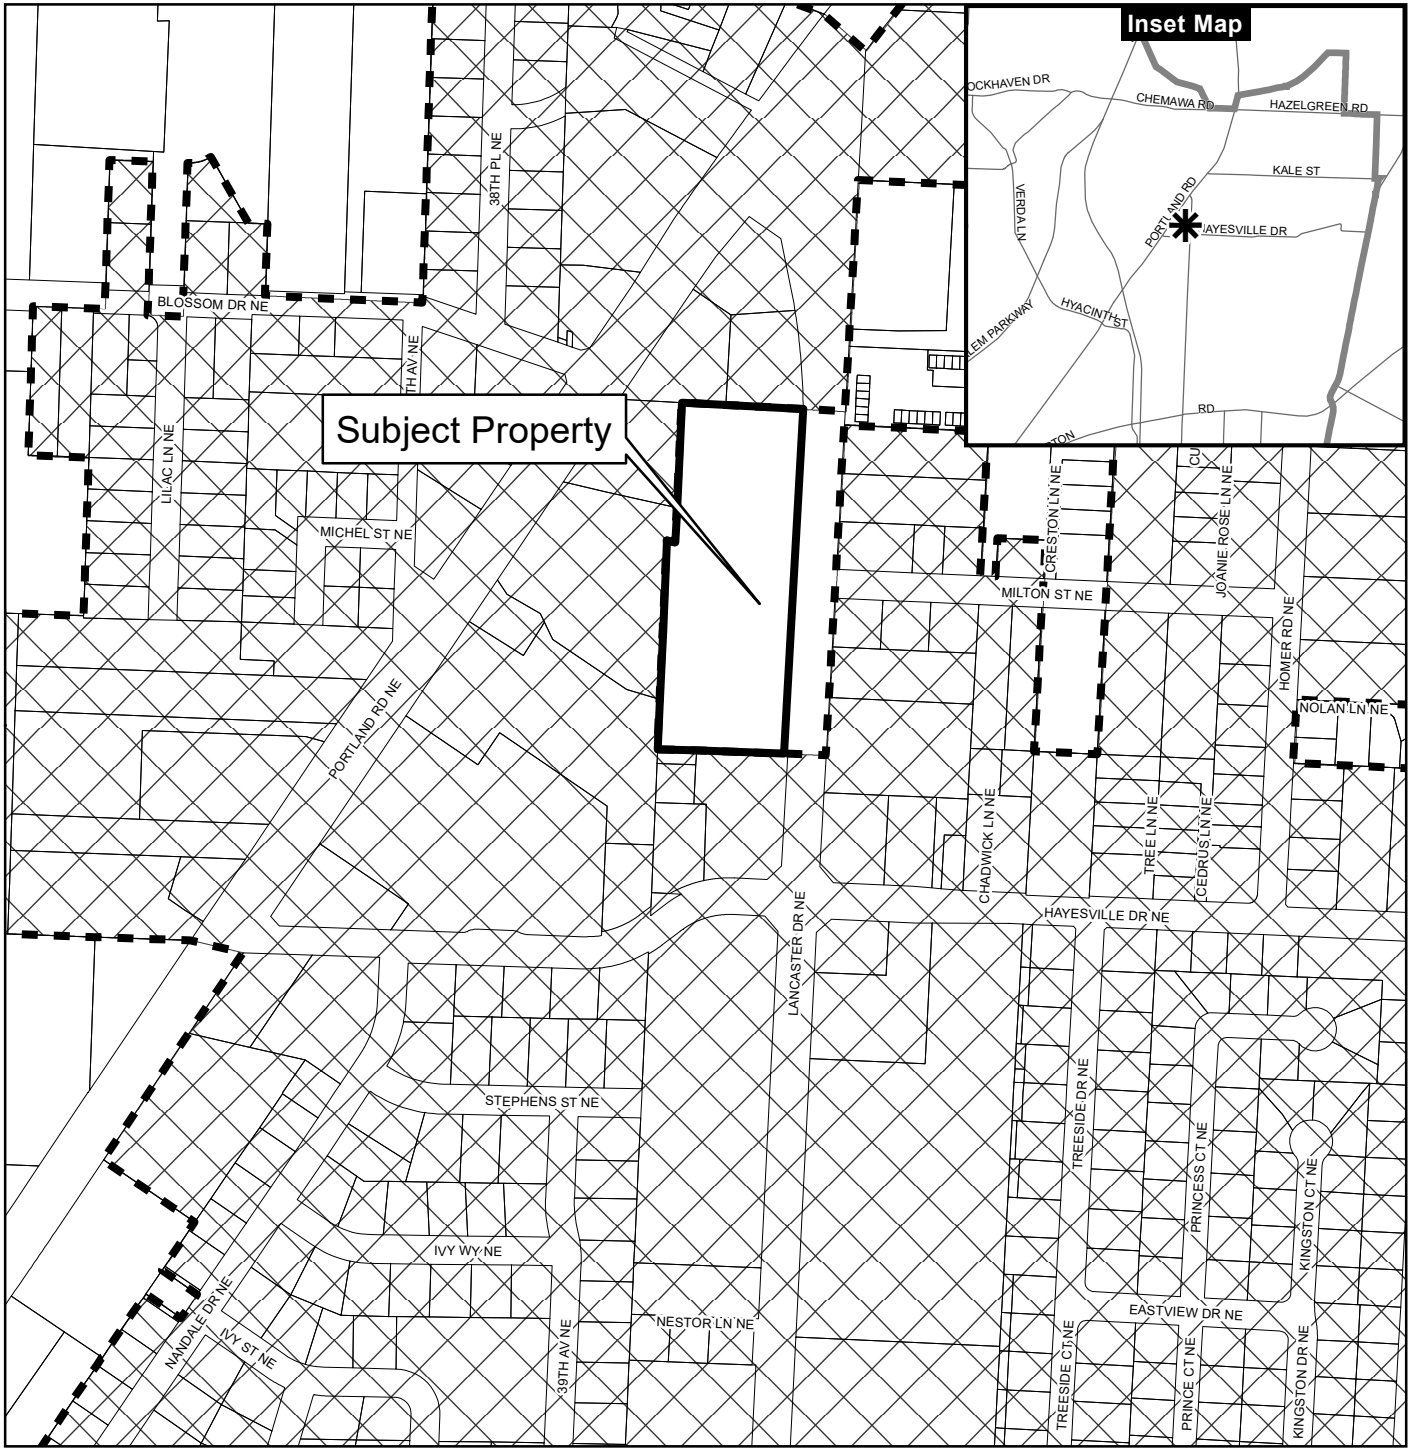 Inset Map
OCKHAVEN DR
CHEMAWA RD
HAZELGREEN RD
KALE ST
VERDA LN
PORTLAND RD
HAYESVILLE DR
HYACINTH ST
LEM PARKWAY
RD
TON
38TH PL NE
BLOSSOM DR NE
TH AV NE
Subject Property
LILAC LN NE
MICHEL ST NE
CU
CRESTON LN NE
JOANIE ROSE LN NE
MILTON ST NE
HOMER RD NE
NOLAN LN NE
PORTLAND RD NE
CHADWICK LN NE
TREE LN NE
CEDRUS LN NE
HAYESVILLE DR NE
LANCASTER DR NE
STEPHENS ST NE
TREESIDE DR NE
PRINCESS CT NE
KINGSTON CT NE
IVY WY NE
NANDALE DR NE
IVY ST NE
39TH AV NE
NESTOR LN NE
EASTVIEW DR NE
TREESIDE CT NE
PRINCE CT NE
KINGSTON DR NE